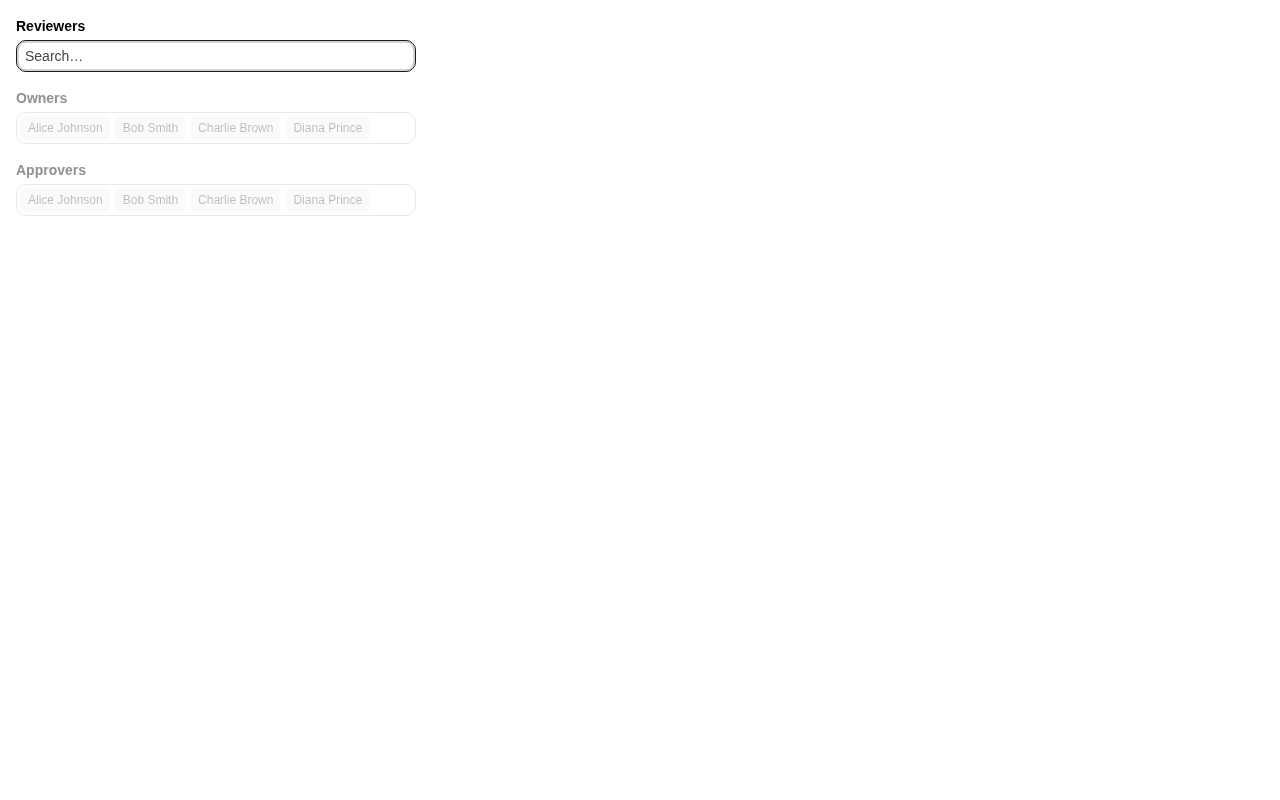 Reviewers
Search…
Owners
Alice Johnson Bob Smith Charlie Brown Diana Prince
Approvers
Alice Johnson Bob Smith Charlie Brown Diana Prince